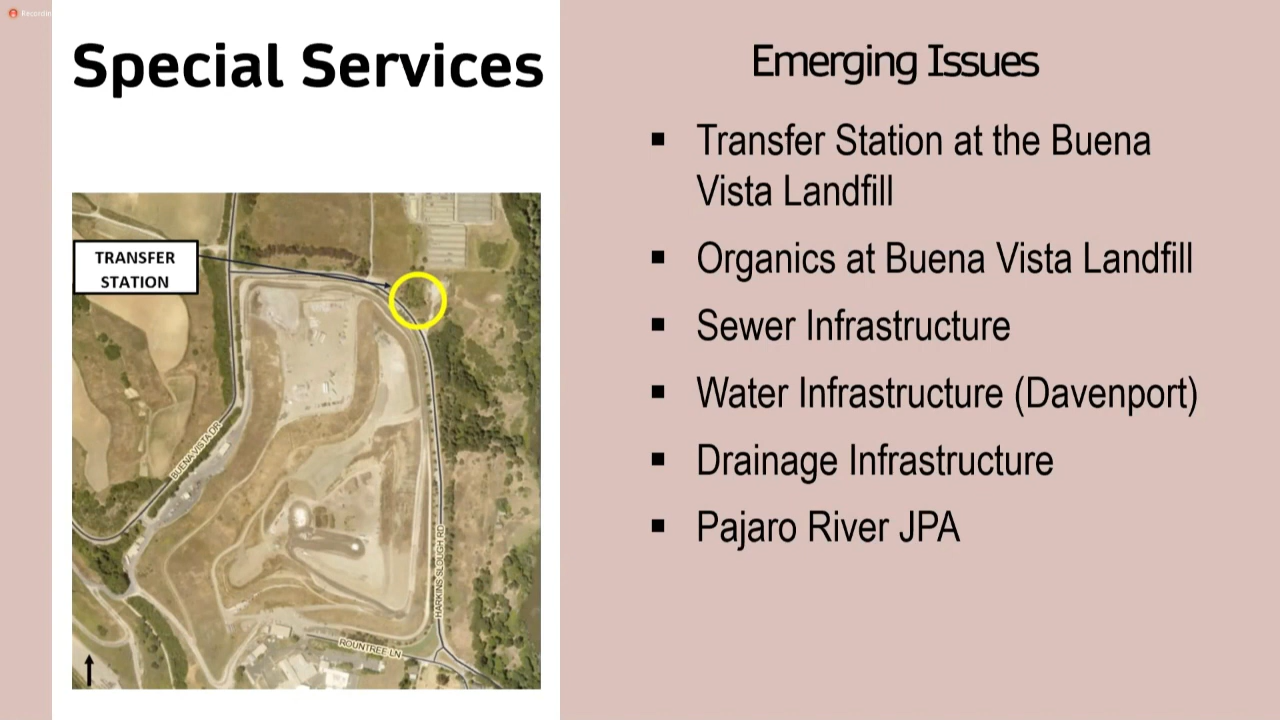 Recordin
Special Services
TRANSFER
STATION
BUENA VISTA DR
HARKINS SLOUGH RD
ROUNTREE LN
Emerging Issues
▪ Transfer Station at the Buena
Vista Landfill
▪ Organics at Buena Vista Landfill
▪ Sewer Infrastructure
▪ Water Infrastructure (Davenport)
▪ Drainage Infrastructure
▪ Pajaro River JPA